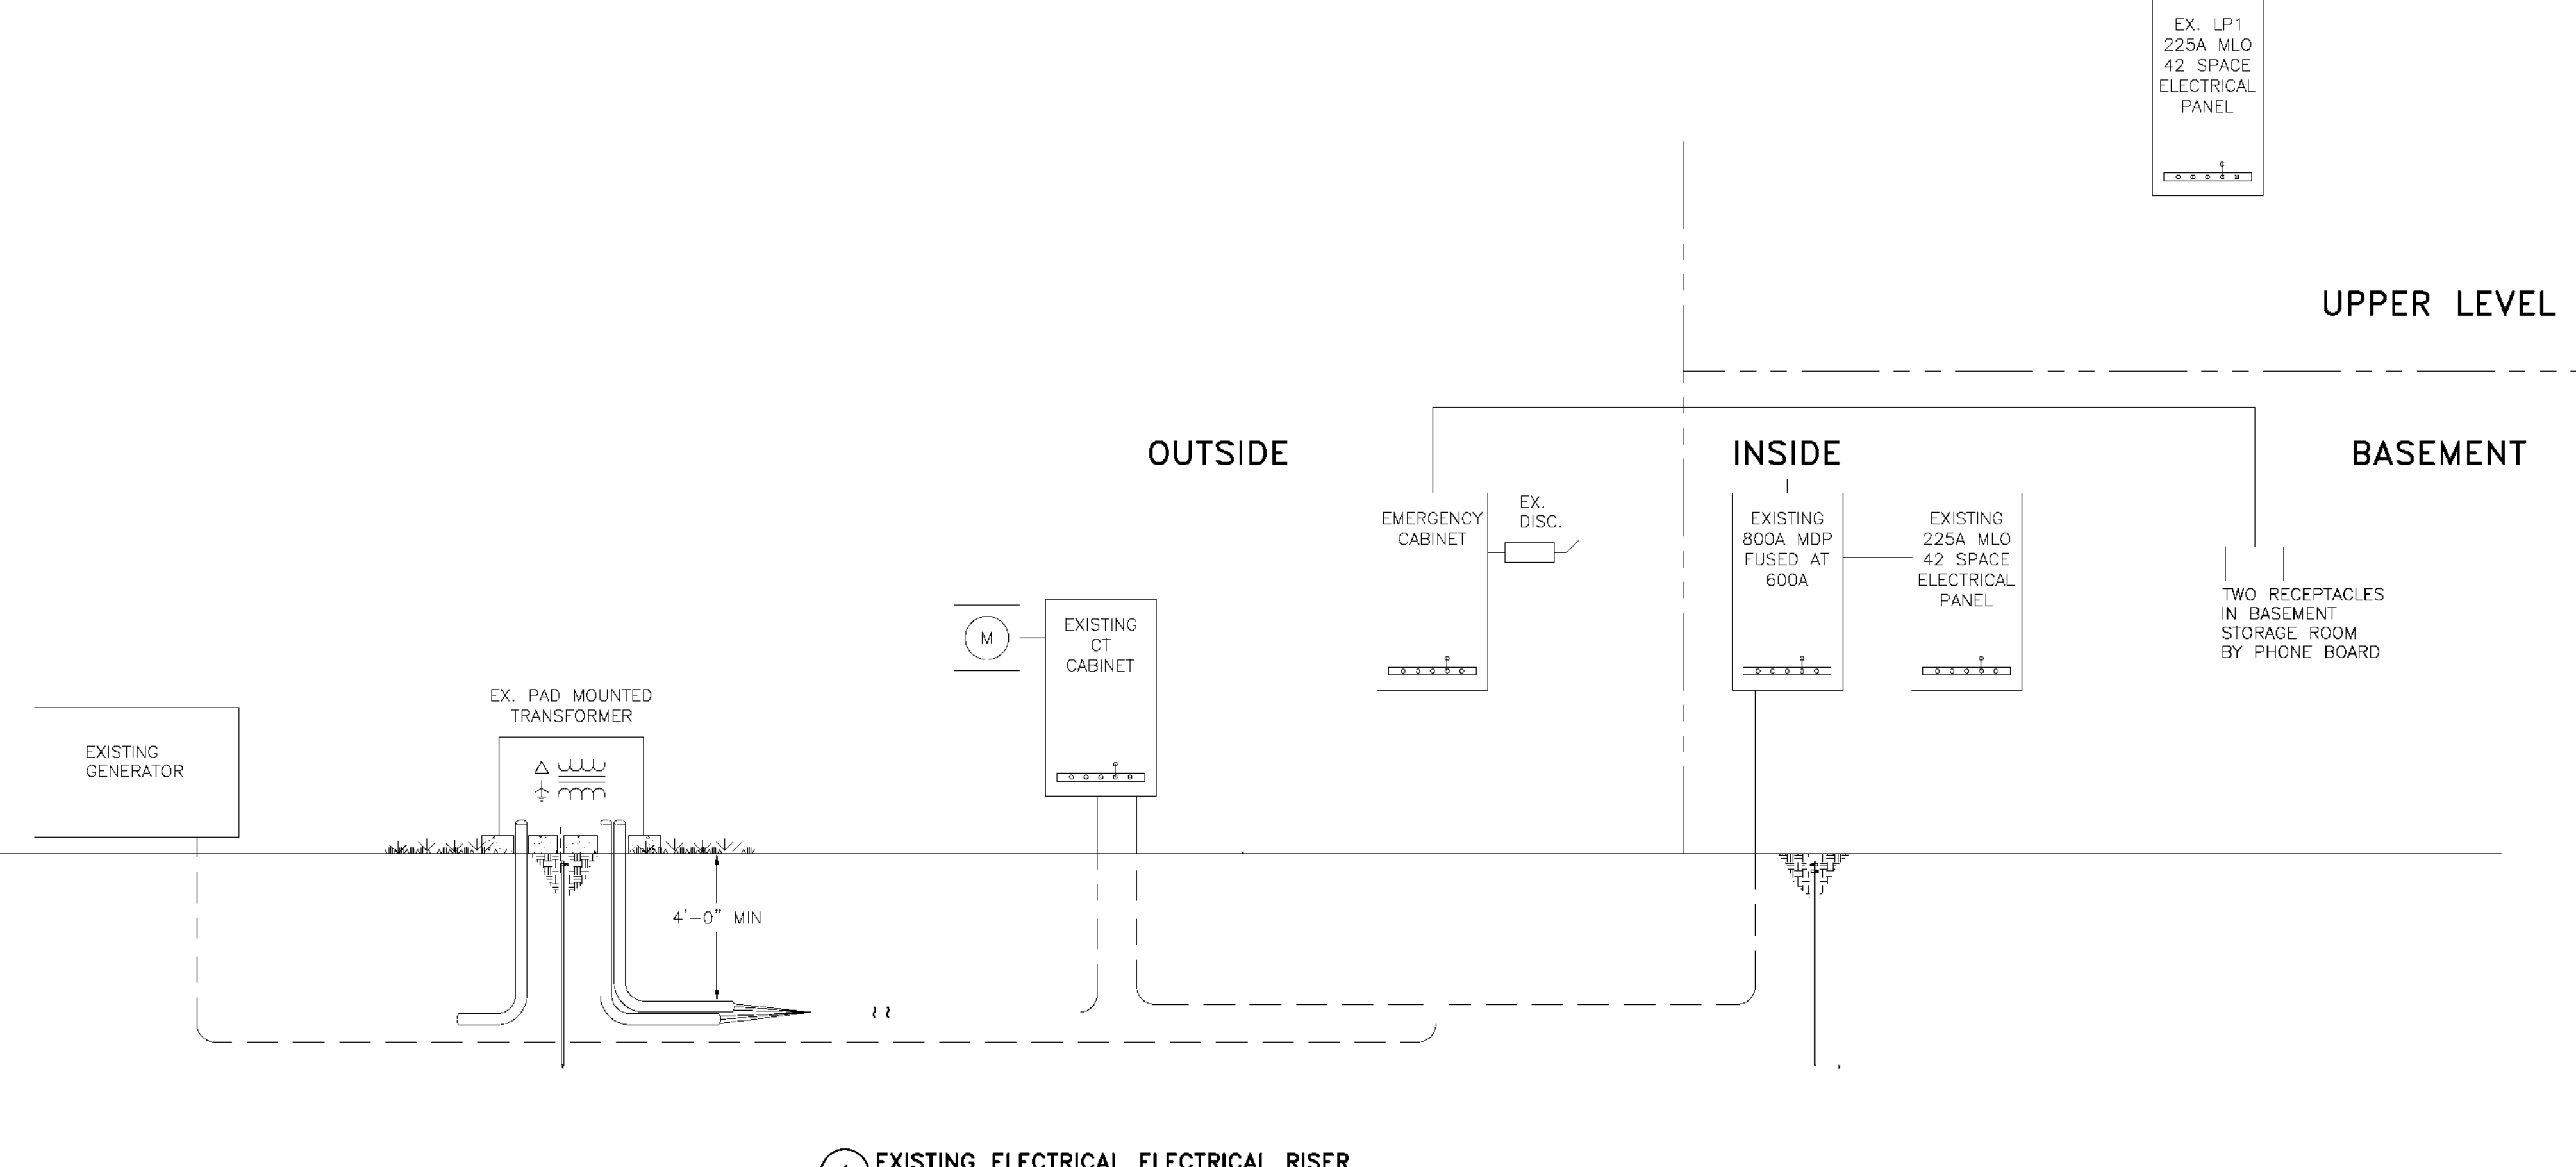 EX. LP1
225A MLO
42 SPACE
ELECTRICAL
PANEL
UPPER LEVEL
OUTSIDE
INSIDE
BASEMENT
EMERGENCY
CABINET
EX.
DISC.
EXISTING
800A MDP
FUSED AT
600A
EXISTING
225A MLO
42 SPACE
ELECTRICAL
PANEL
TWO RECEPTACLES
IN BASEMENT
STORAGE ROOM
BY PHONE BOARD
M
EXISTING
CT
CABINET
EX. PAD MOUNTED
TRANSFORMER
EXISTING
GENERATOR
4'-0" MIN
EXISTING ELECTRICAL ELECTRICAL RISER